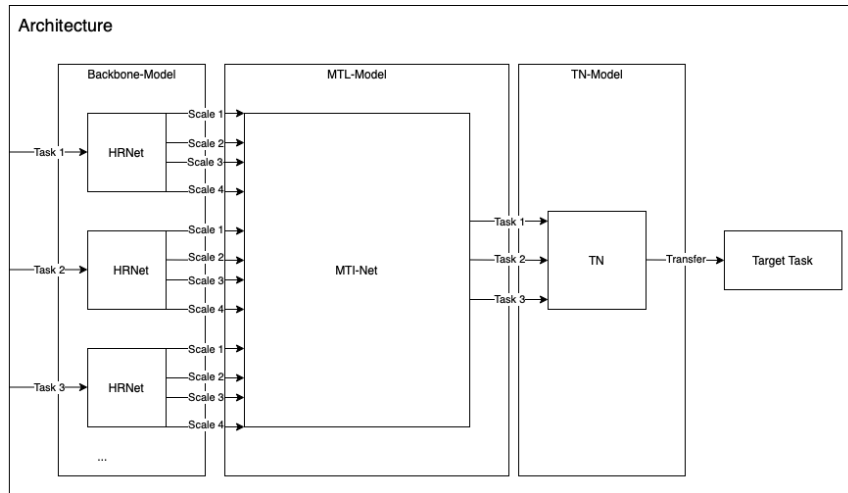 Architecture
Backbone-Model
MTL-Model
TN-Model
Task 1
HRNet
Scale 1
Scale 2
Scale 3
Scale 4
Task 2
HRNet
Scale 1
Scale 2
Scale 3
Scale 4
Task 3
HRNet
Scale 1
Scale 2
Scale 3
Scale 4
...
MTI-Net
Task 1
Task 2
Task 3
TN
Transfer
Target Task